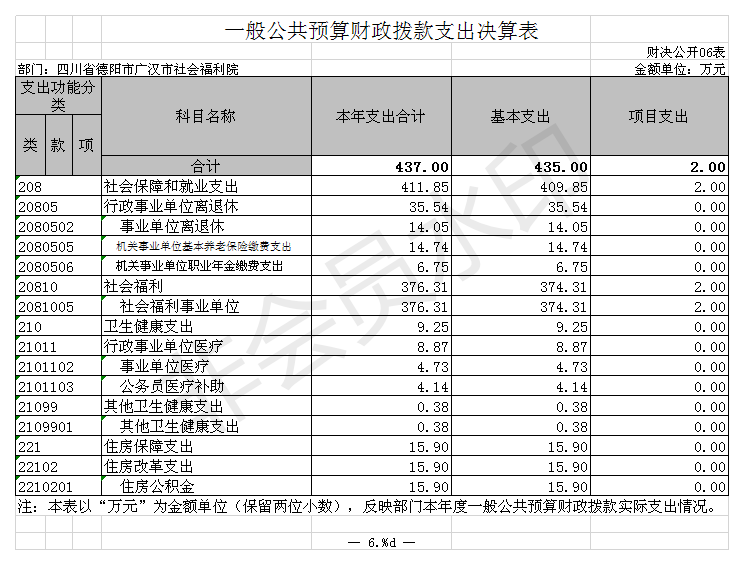 一般公共预算财政拨款支出决算表
财决公开06表
部门：四川省德阳市广汉市社会福利院 金额单位：万元
支出功能分类 科目名称 本年支出合计 基本支出 项目支出
类 款 项
合计 437.00 435.00 2.00
208 社会保障和就业支出 411.85 409.85 2.00
20805 行政事业单位离退休 35.54 35.54 0.00
2080502 事业单位离退休 14.05 14.05 0.00
2080505 机关事业单位基本养老保险缴费支出 14.74 14.74 0.00
2080506 机关事业单位职业年金缴费支出 6.75 6.75 0.00
20810 社会福利 376.31 374.31 2.00
2081005 社会福利事业单位 376.31 374.31 2.00
210 卫生健康支出 9.25 9.25 0.00
21011 行政事业单位医疗 8.87 8.87 0.00
2101102 事业单位医疗 4.73 4.73 0.00
2101103 公务员医疗补助 4.14 4.14 0.00
21099 其他卫生健康支出 0.38 0.38 0.00
2109901 其他卫生健康支出 0.38 0.38 0.00
221 住房保障支出 15.90 15.90 0.00
22102 住房改革支出 15.90 15.90 0.00
2210201 住房公积金 15.90 15.90 0.00
注：本表以“万元”为金额单位（保留两位小数），反映部门本年度一般公共预算财政拨款实际支出情况。
— 6.%d —
非会员水印